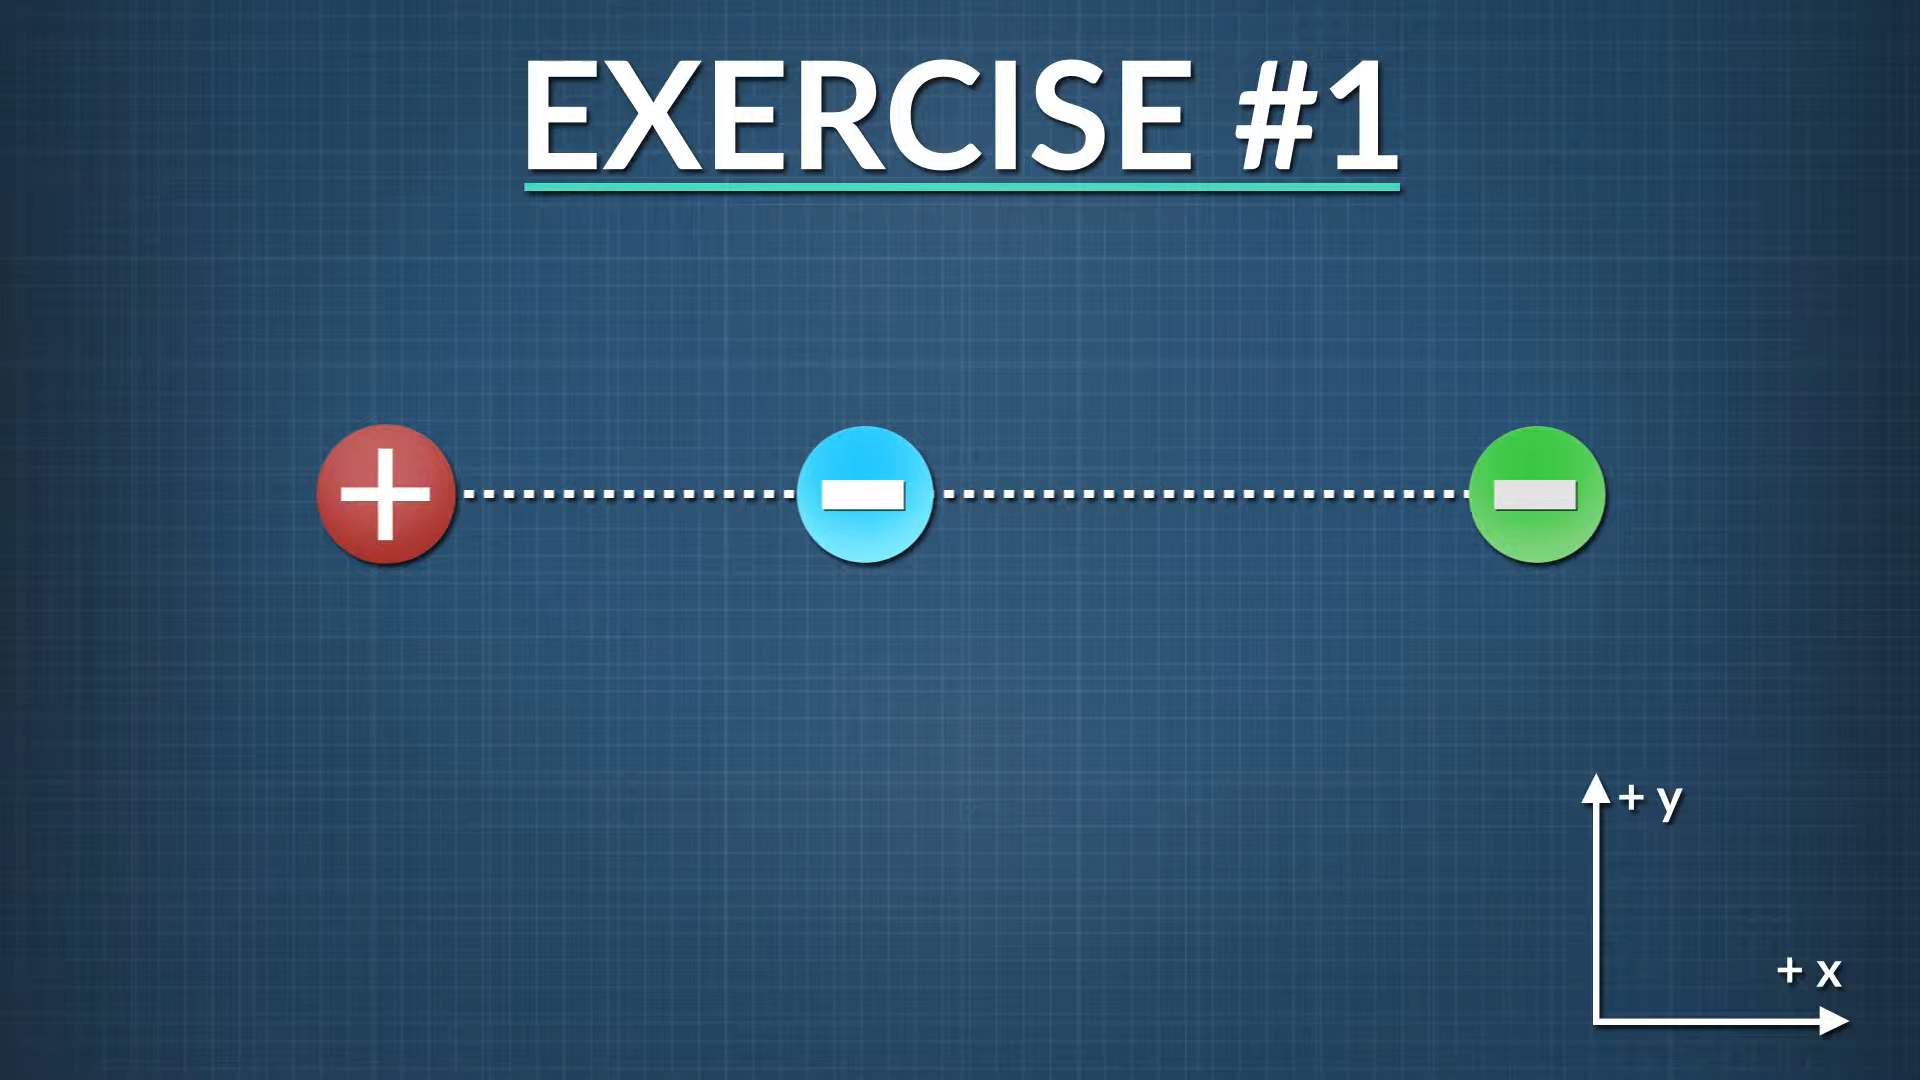 EXERCISE #1
+ − −
+ y
+ x